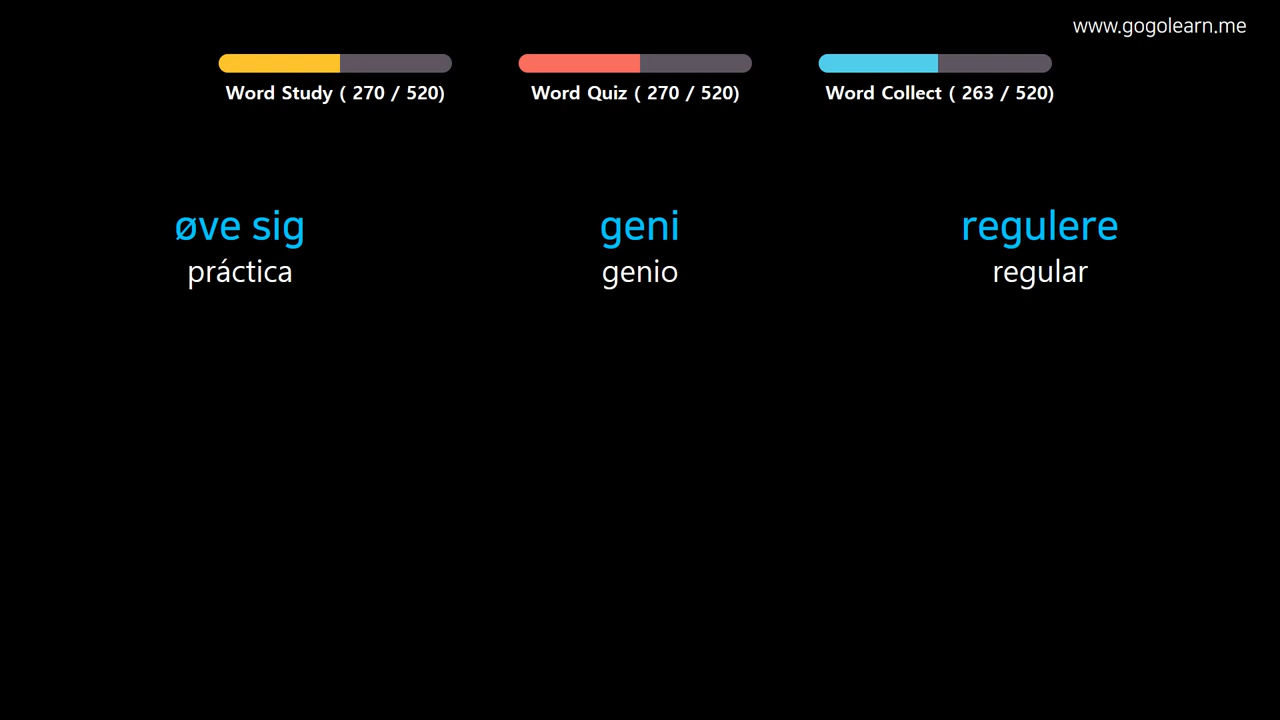 www.gogolearn.me
Word Study ( 270 / 520)
Word Quiz ( 270 / 520)
Word Collect ( 263 / 520)
øve sig
geni
regulere
práctica
genio
regular